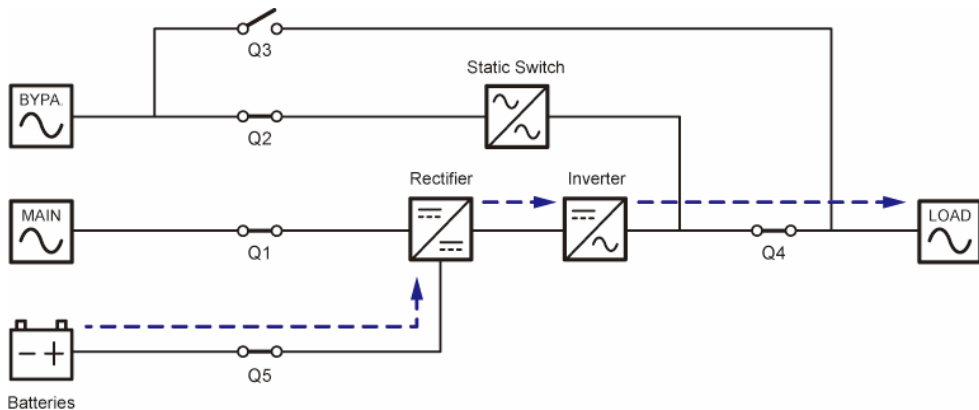 Q3
Static Switch
BYPA.
Q2
Rectifier
Inverter
MAIN
LOAD
Q1
Q4
Q5
Batteries